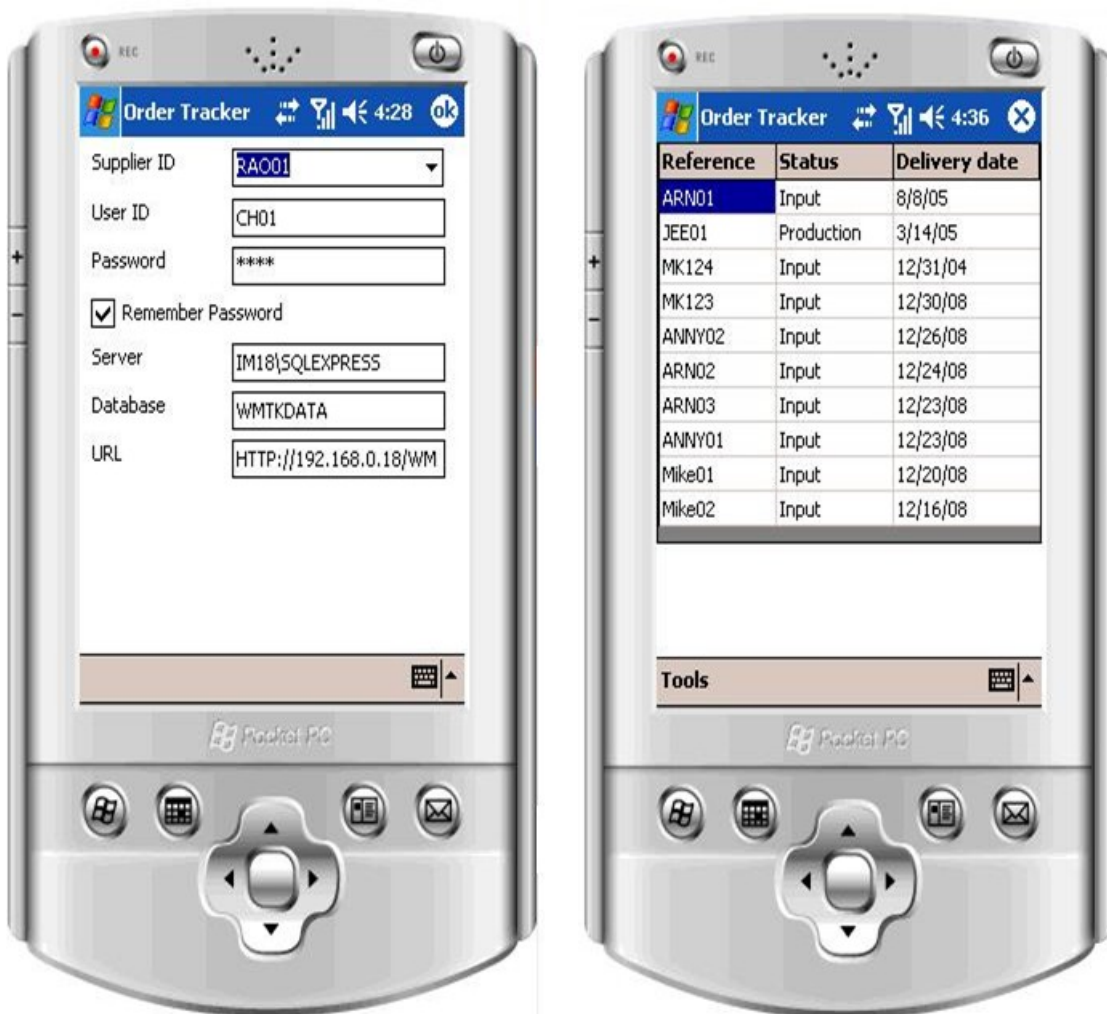 REC
Order Tracker 4:28 ok
Supplier ID RAO01
User ID CH01
Password ****
Remember Password
Server IM18\SQLEXPRESS
Database WMTKDATA
URL HTTP://192.168.0.18/WM
Pocket PC
REC
Order Tracker 4:36
Reference Status Delivery date
ARN01 Input 8/8/05
JEE01 Production 3/14/05
MK124 Input 12/31/04
MK123 Input 12/30/08
ANNY02 Input 12/26/08
ARN02 Input 12/24/08
ARN03 Input 12/23/08
ANNY01 Input 12/23/08
Mike01 Input 12/20/08
Mike02 Input 12/16/08
Tools
Pocket PC